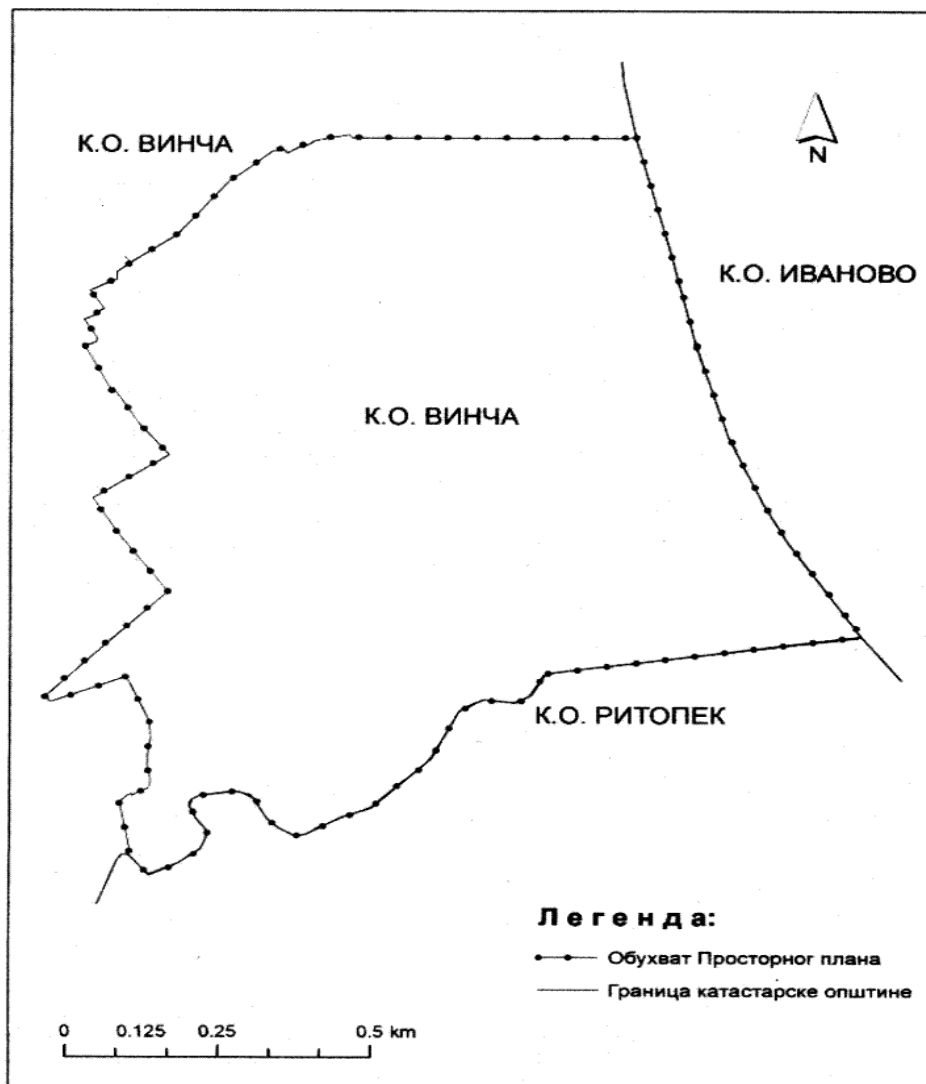 К.О. ВИНЧА
N
К.О. ИВАНОВО
К.О. ВИНЧА
К.О. РИТОПЕК
Легенда:
Обухват Просторног плана
Граница катастарске општине
0 0.125 0.25 0.5 km